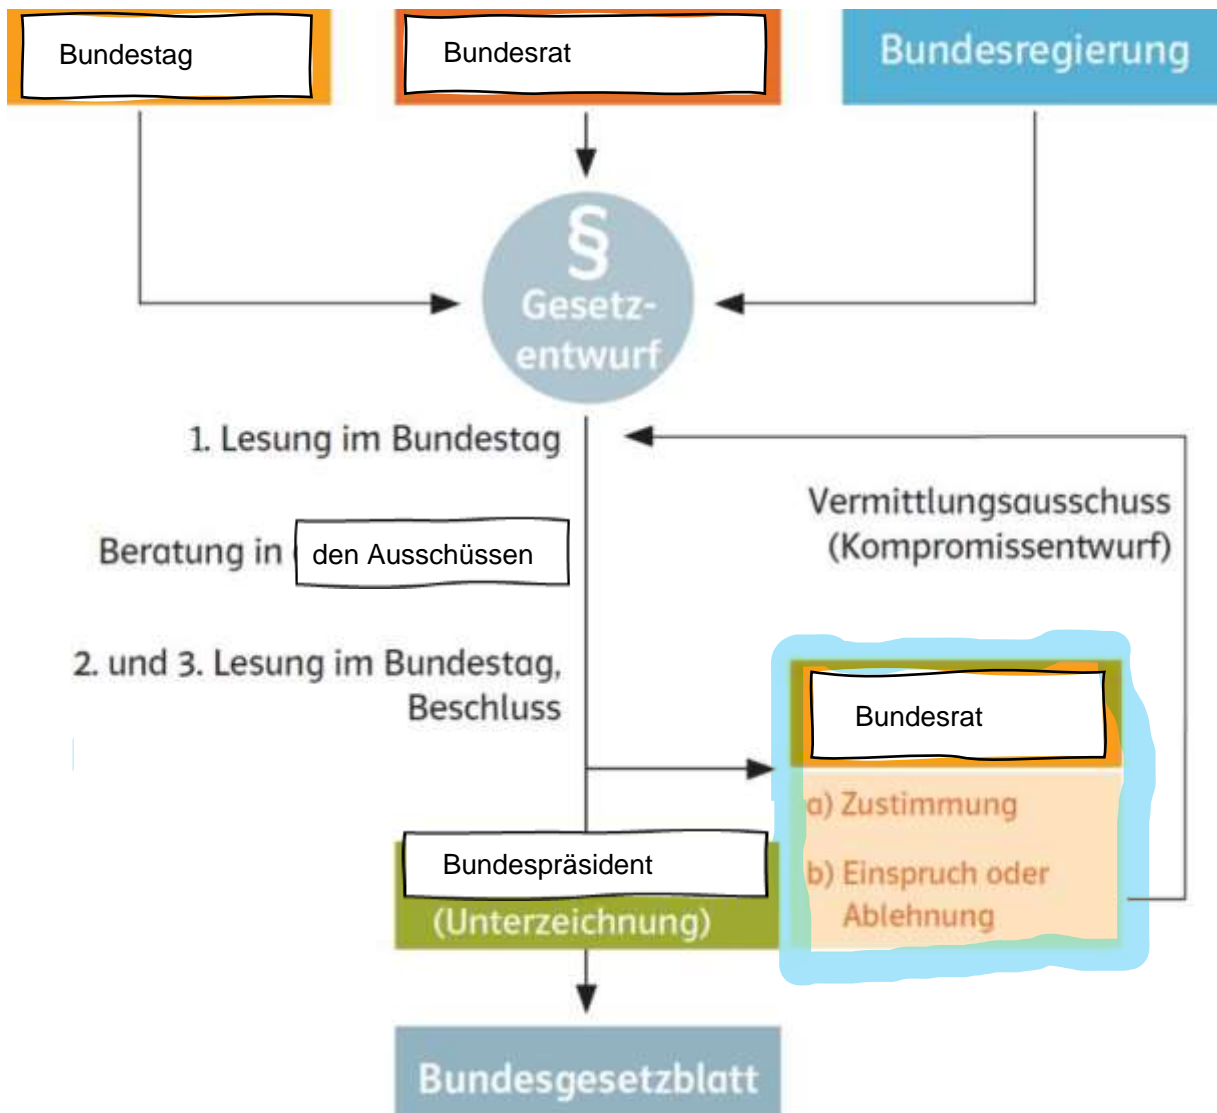 Bundestag
Bundesrat
Bundesregierung
§
Gesetz-
entwurf
1. Lesung im Bundestag
Vermittlungsausschuss
(Kompromissentwurf)
Beratung in den Ausschüssen
2. und 3. Lesung im Bundestag,
Beschluss
Bundesrat
a) Zustimmung
b) Einspruch oder
Ablehnung
Bundespräsident
(Unterzeichnung)
Bundesgesetzblatt